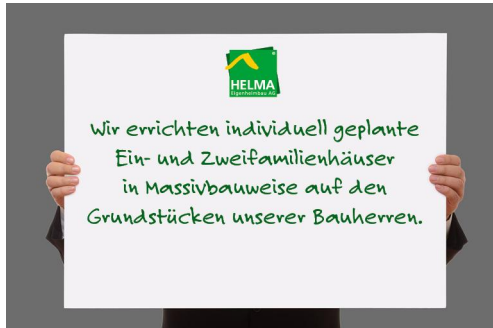 HELMA
Eigenheimbau AG
Wir errichten individuell geplante
Ein- und Zweifamilienhäuser
in Massivbauweise auf den
Grundstücken unserer Bauherren.